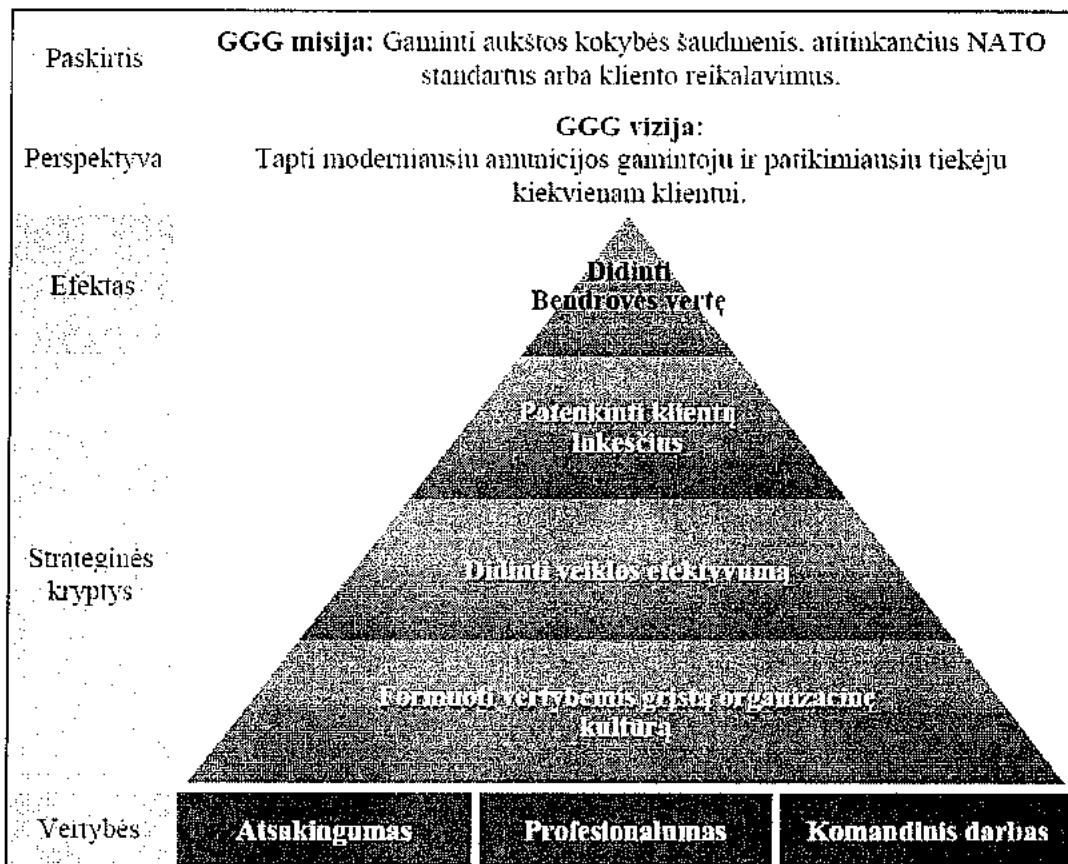 Paskirtis
GGG misija: Gaminti aukštos kokybės šaudmenis, atitinkančius NATO
standartus arba kliento reikalavimus.
Perspektyva
GGG vizija:
Tapti moderniausiu amunicijos gamintoju ir patikimiausiu tiekėju
kiekvienam klientui.
Efektas
Didinti
Bendrovės vertę
Strateginės
kryptys
Patenkinti klientų
lūkesčius
Didinti veiklos efektyvumą
Formuoti vertybėmis grįstą organizacinę
kultūrą
Vertybės
Atsakingumas
Profesionalumas
Komandinis darbas